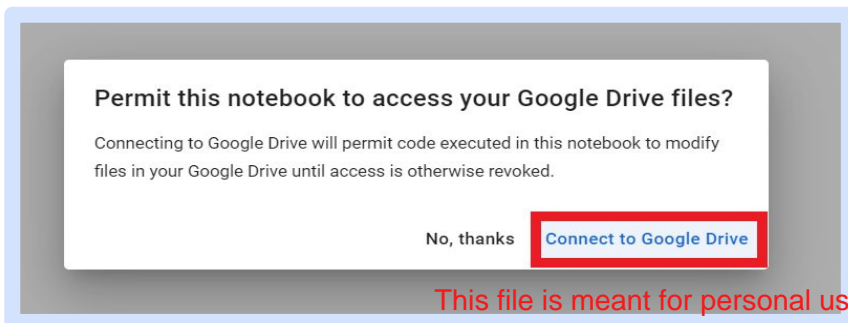 Permit this notebook to access your Google Drive files?
Connecting to Google Drive will permit code executed in this notebook to modify
files in your Google Drive until access is otherwise revoked.
No, thanks Connect to Google Drive
This file is meant for personal us